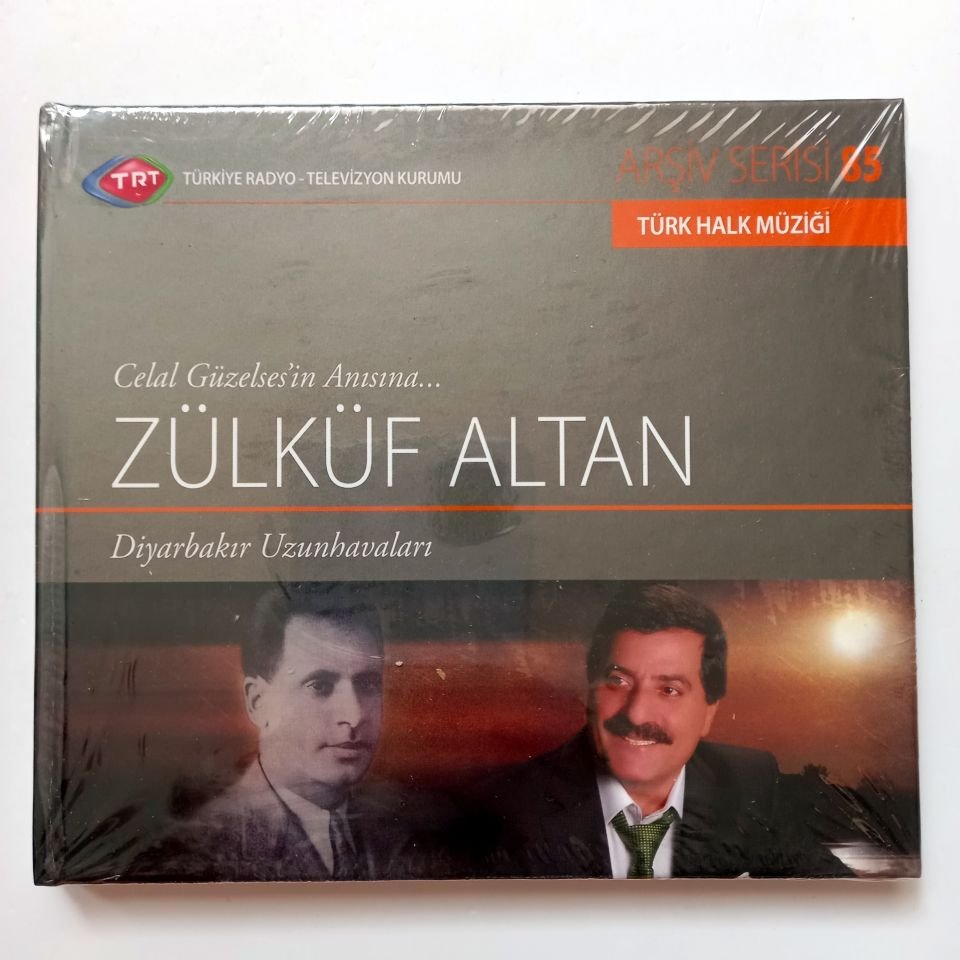 TRT TÜRKİYE RADYO - TELEVİZYON KURUMU
ARŞİV SERİSİ 85
TÜRK HALK MÜZİĞİ
Celal Güzelses'in Anısına...
ZÜLKÜF ALTAN
Diyarbakır Uzunhavaları